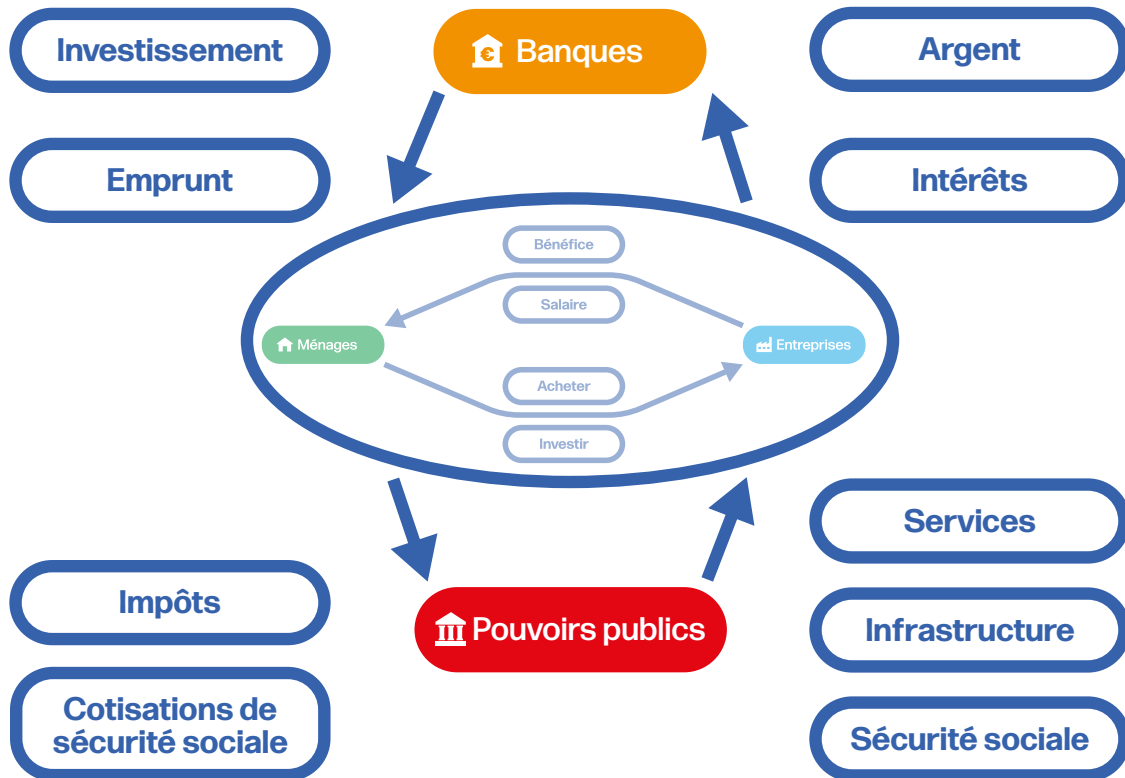 Investissement
Banques
Argent
Emprunt
Intérêts
Bénéfice
Salaire
Ménages
Entreprises
Acheter
Investir
Services
Impôts
Pouvoirs publics
Infrastructure
Cotisations de
sécurité sociale
Sécurité sociale